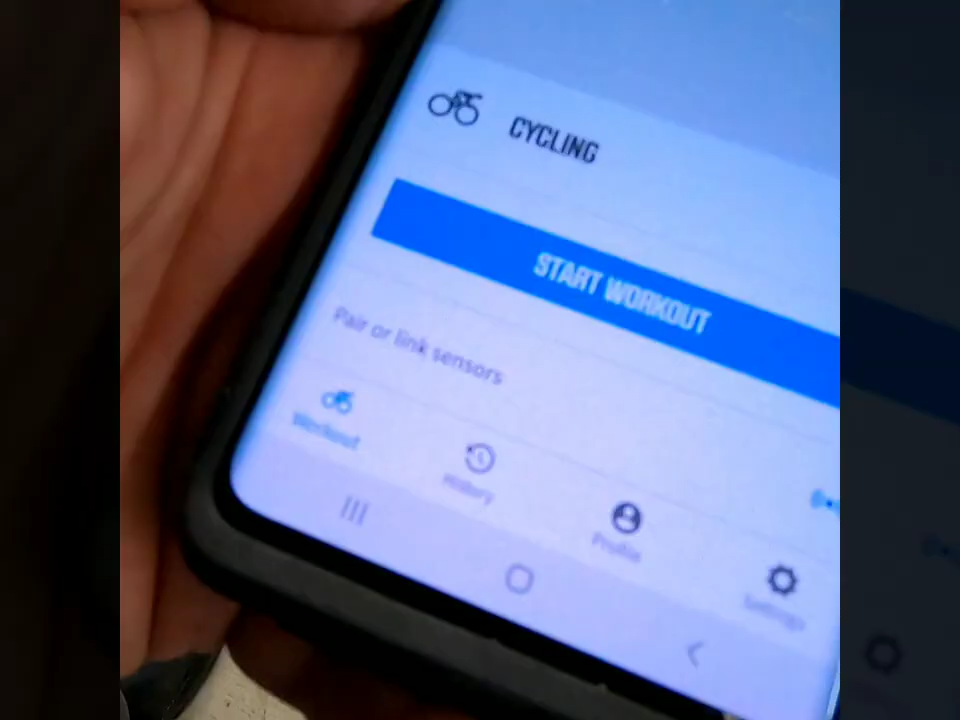 CYCLING
START WORKOUT
Pair or link sensors
Workout
History
Profile
Settings